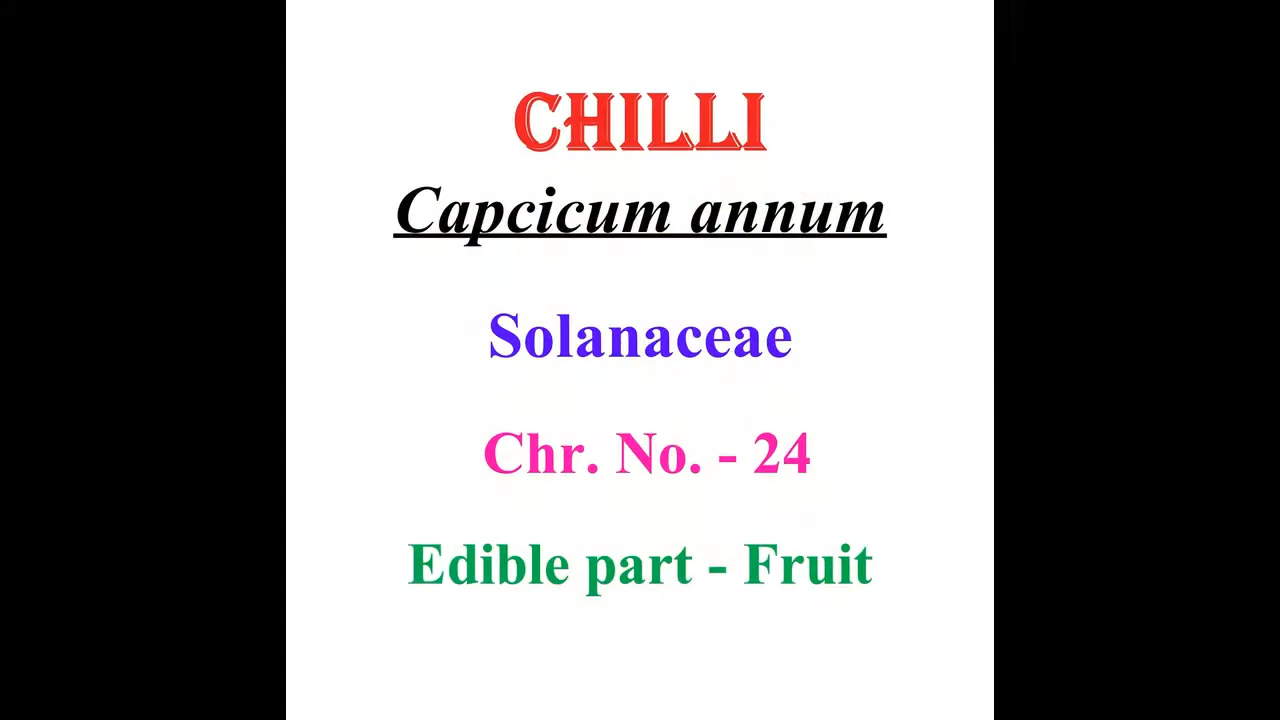 CHILLI
Capcicum annum
Solanaceae
Chr. No. - 24
Edible part - Fruit